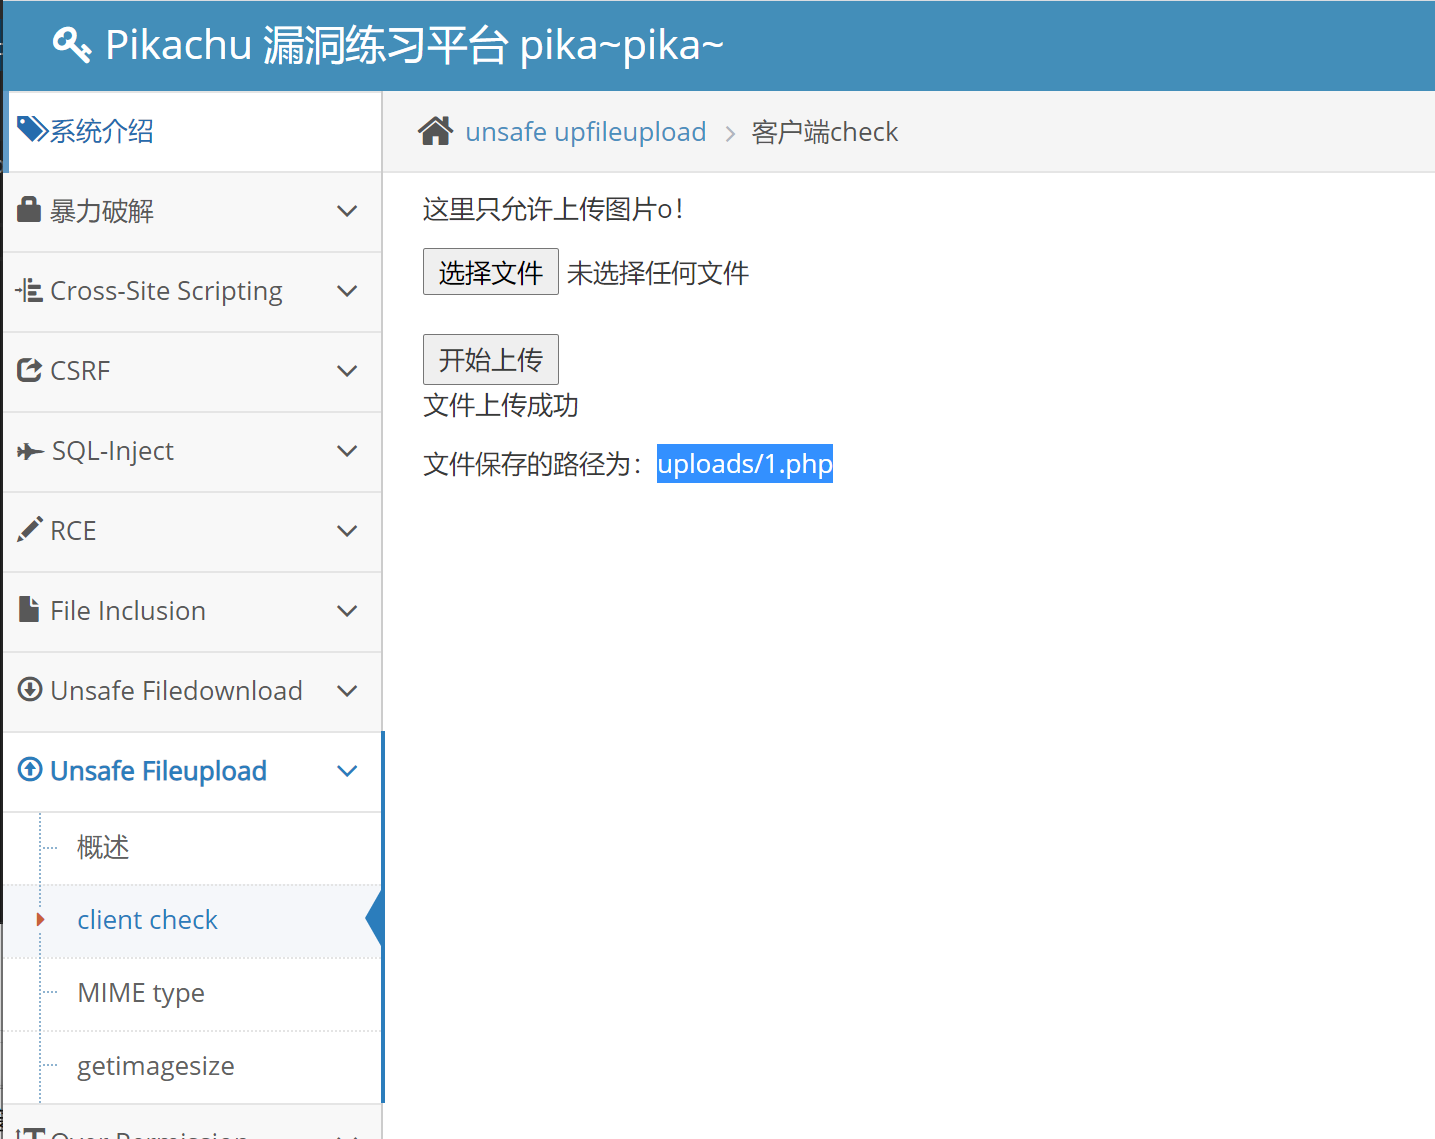 Pikachu 漏洞练习平台 pika~pika~
系统介绍
暴力破解
Cross-Site Scripting
CSRF
SQL-Inject
RCE
File Inclusion
Unsafe Filedownload
Unsafe Fileupload
概述
client check
MIME type
getimagesize
Over Permission
unsafe upfileupload > 客户端check
这里只允许上传图片o！
选择文件 未选择任何文件
开始上传
文件上传成功
文件保存的路径为：uploads/1.php